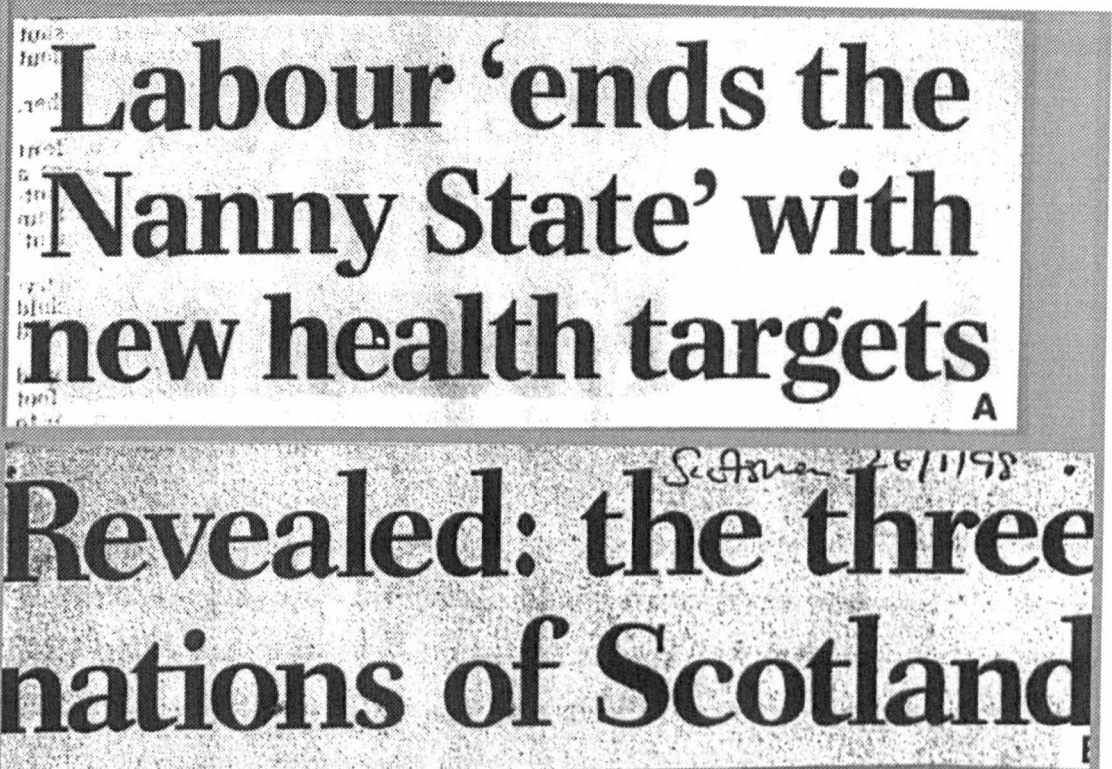 Labour ‘ends the
Nanny State’ with
new health targets
A
Scotsman 26/1/98
Revealed: the three
nations of Scotland